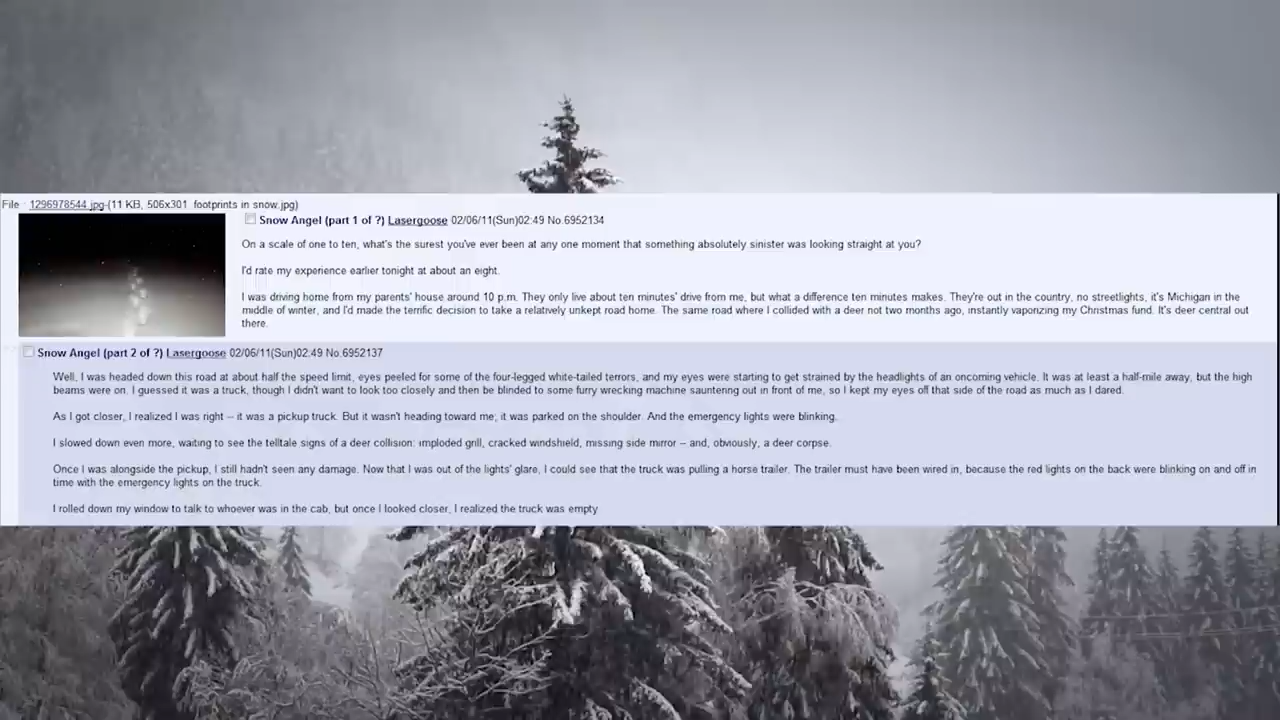 File : 1296978544.jpg-(11 KB, 506x301 footprints in snow.jpg)
Snow Angel (part 1 of ?) Lasergoose 02/06/11(Sun)02:49 No.6952134
On a scale of one to ten, what's the surest you've ever been at any one moment that something absolutely sinister was looking straight at you?
I'd rate my experience earlier tonight at about an eight.
I was driving home from my parents' house around 10 p.m. They only live about ten minutes' drive from me, but what a difference ten minutes makes. They're out in the country, no streetlights, it's Michigan in the
middle of winter, and I'd made the terrific decision to take a relatively unkept road home. The same road where I collided with a deer not two months ago, instantly vaporizing my Christmas fund. It's deer central out
there.
Snow Angel (part 2 of ?) Lasergoose 02/06/11(Sun)02:49 No.6952137
Well, I was headed down this road at about half the speed limit, eyes peeled for some of the four-legged white-tailed terrors, and my eyes were starting to get strained by the headlights of an oncoming vehicle. It was at least a half-mile away, but the high
beams were on. I guessed it was a truck, though I didn't want to look too closely and then be blinded to some furry wrecking machine sauntering out in front of me, so I kept my eyes off that side of the road as much as I dared.
As I got closer, I realized I was right -- it was a pickup truck. But it wasn't heading toward me; it was parked on the shoulder. And the emergency lights were blinking.
I slowed down even more, waiting to see the telltale signs of a deer collision: imploded grill, cracked windshield, missing side mirror -- and, obviously, a deer corpse.
Once I was alongside the pickup, I still hadn't seen any damage. Now that I was out of the lights' glare, I could see that the truck was pulling a horse trailer. The trailer must have been wired in, because the red lights on the back were blinking on and off in
time with the emergency lights on the truck.
I rolled down my window to talk to whoever was in the cab, but once I looked closer, I realized the truck was empty